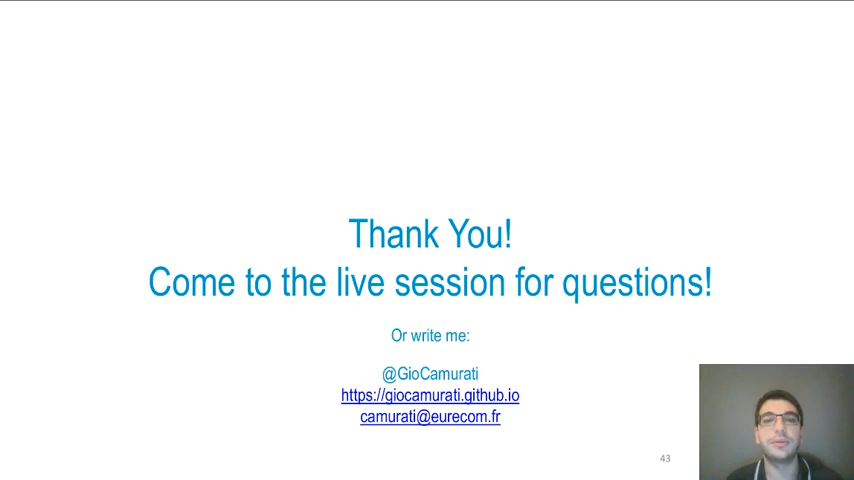 Thank You!
Come to the live session for questions!
Or write me:
@GioCamurati
https://giocamurati.github.io
camurati@eurecom.fr
43